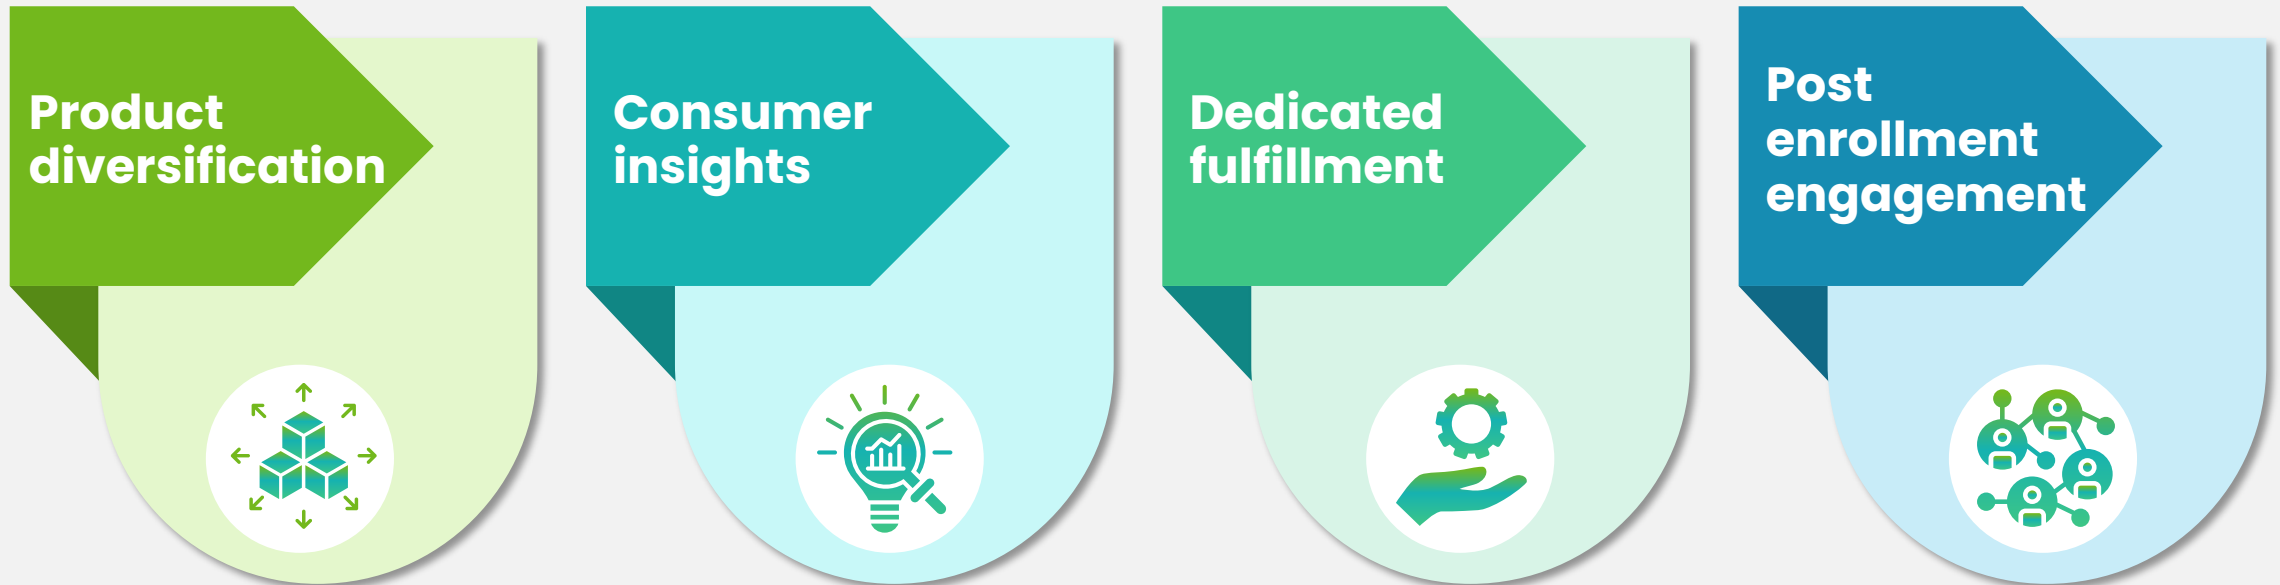 Product
diversification
Consumer
insights
Dedicated
fulfillment
Post
enrollment
engagement